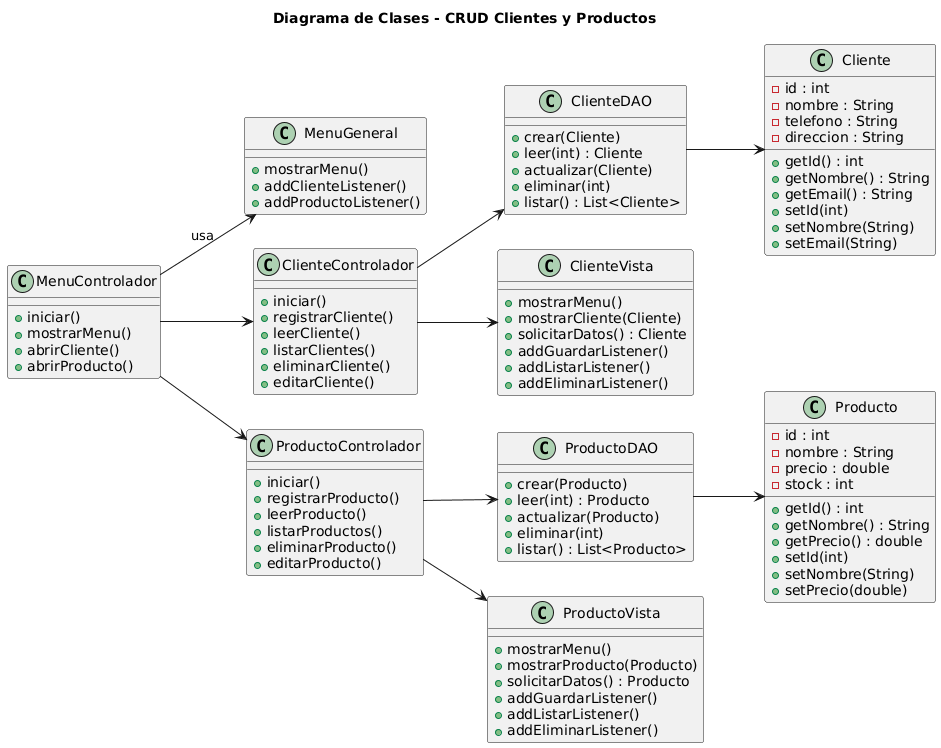 Diagrama de Clases - CRUD Clientes y Productos
C MenuControlador
iniciar()
mostrarMenu()
abrirCliente()
abrirProducto()
usa
C MenuGeneral
mostrarMenu()
addClienteListener()
addProductoListener()
C ClienteControlador
iniciar()
registrarCliente()
leerCliente()
listarClientes()
eliminarCliente()
editarCliente()
C ProductoControlador
iniciar()
registrarProducto()
leerProducto()
listarProductos()
eliminarProducto()
editarProducto()
C ClienteDAO
crear(Cliente)
leer(int) : Cliente
actualizar(Cliente)
eliminar(int)
listar() : List<Cliente>
C ClienteVista
mostrarMenu()
mostrarCliente(Cliente)
solicitarDatos() : Cliente
addGuardarListener()
addListarListener()
addEliminarListener()
C ProductoDAO
crear(Producto)
leer(int) : Producto
actualizar(Producto)
eliminar(int)
listar() : List<Producto>
C ProductoVista
mostrarMenu()
mostrarProducto(Producto)
solicitarDatos() : Producto
addGuardarListener()
addListarListener()
addEliminarListener()
C Cliente
id : int
nombre : String
telefono : String
direccion : String
getId() : int
getNombre() : String
getEmail() : String
setId(int)
setNombre(String)
setEmail(String)
C Producto
id : int
nombre : String
precio : double
stock : int
getId() : int
getNombre() : String
getPrecio() : double
setId(int)
setNombre(String)
setPrecio(double)